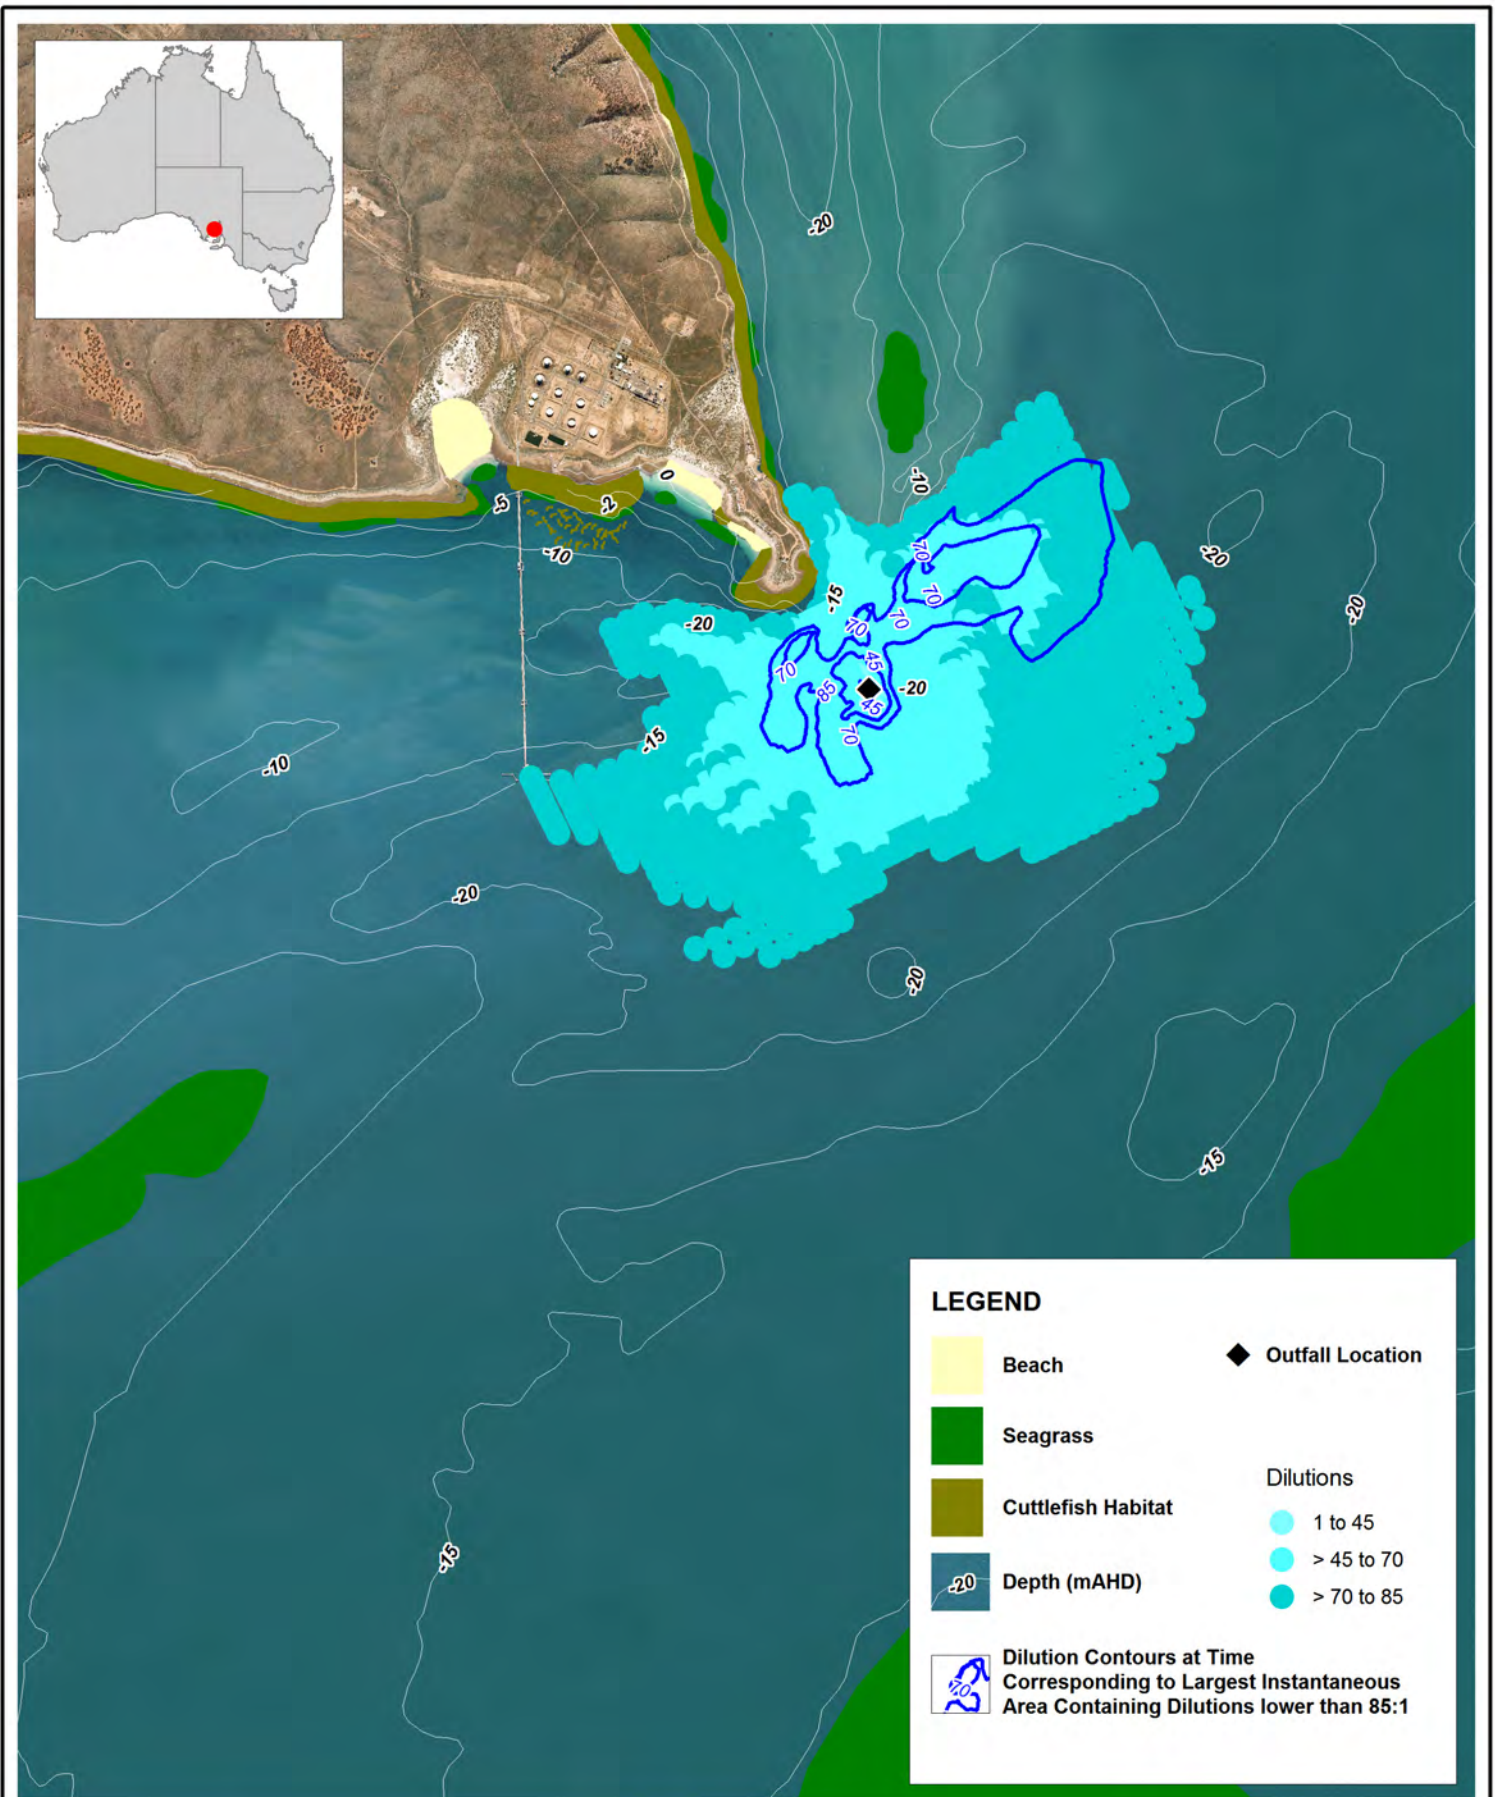 -20
-10
0
-5
-2
-10
-20
-20
70
-15
70
70
70
-20
45
70
85
-20
45
70
-15
-10
-20
-20
-15
-15
LEGEND
Beach
Outfall Location
Seagrass
Cuttlefish Habitat
Dilutions
1 to 45
> 45 to 70
-20
Depth (mAHD)
> 70 to 85
70
Dilution Contours at Time
Corresponding to Largest Instantaneous
Area Containing Dilutions lower than 85:1